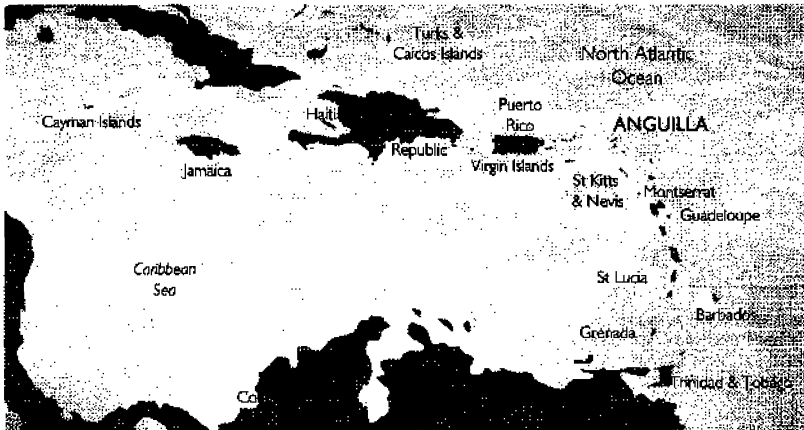 Turks &
Caicos Islands
North Atlantic
Ocean
Cayman Islands
Haiti
Puerto
Rico
ANGUILLA
Jamaica
Republic
Virgin Islands
St Kitts
& Nevis
Montserrat
Guadeloupe
Caribbean
Sea
St Lucia
Barbados
Grenada
Trinidad & Tobago
Co